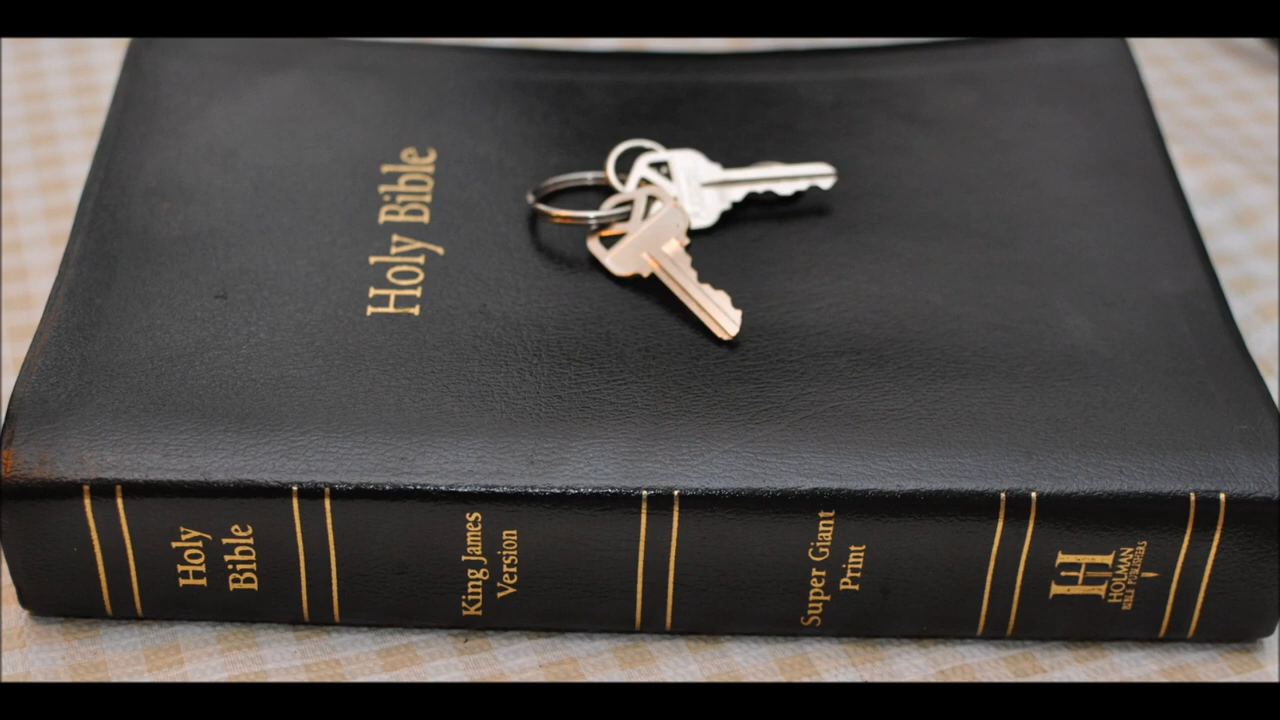 Holy Bible
Holy
Bible
King James
Version
Super Giant
Print
HOLMAN
BIBLE PUBLISHERS